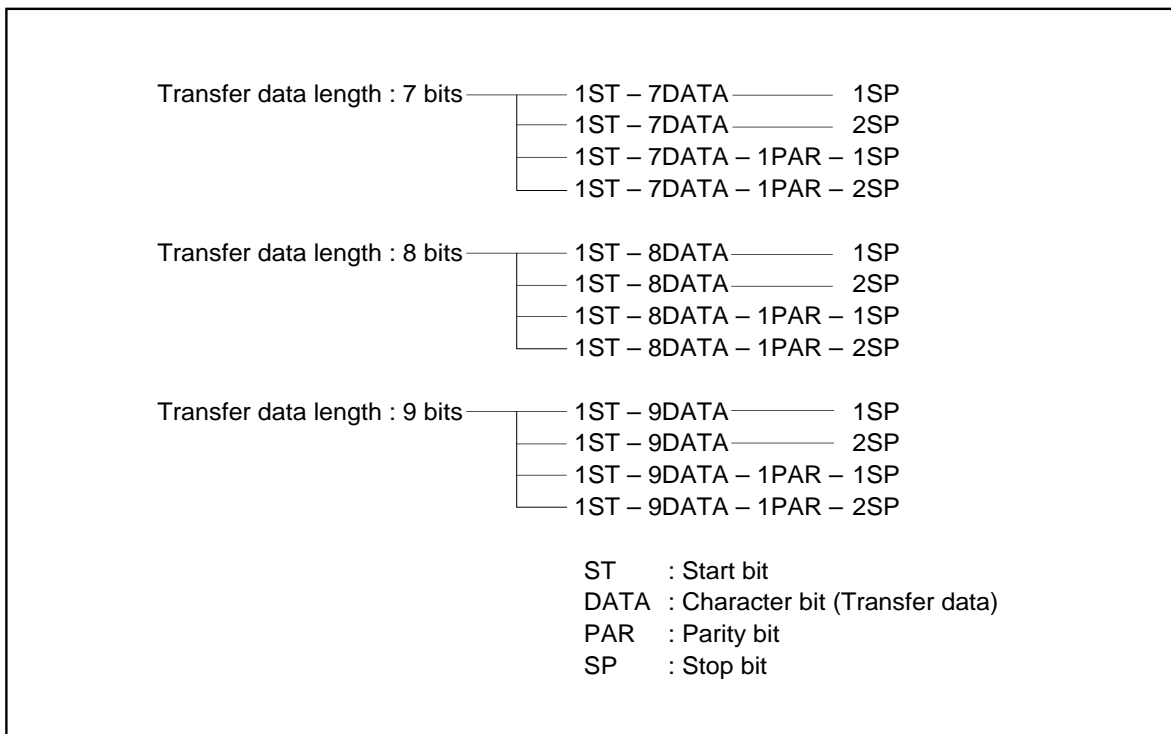 Transfer data length : 7 bits 1ST – 7DATA 1SP
1ST – 7DATA 2SP
1ST – 7DATA – 1PAR – 1SP
1ST – 7DATA – 1PAR – 2SP
Transfer data length : 8 bits 1ST – 8DATA 1SP
1ST – 8DATA 2SP
1ST – 8DATA – 1PAR – 1SP
1ST – 8DATA – 1PAR – 2SP
Transfer data length : 9 bits 1ST – 9DATA 1SP
1ST – 9DATA 2SP
1ST – 9DATA – 1PAR – 1SP
1ST – 9DATA – 1PAR – 2SP
ST : Start bit
DATA : Character bit (Transfer data)
PAR : Parity bit
SP : Stop bit